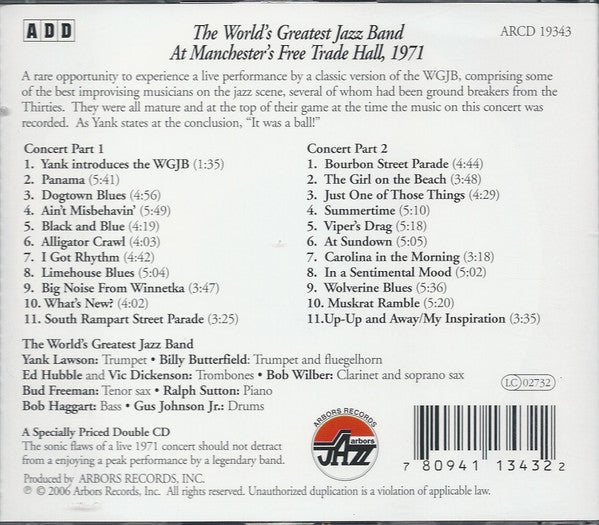 ADD
The World's Greatest Jazz Band
At Manchester's Free Trade Hall, 1971
ARCD 19343
A rare opportunity to experience a live performance by a classic version of the WGJB, comprising some
of the best improvising musicians on the jazz scene, several of whom had been ground breakers from the
Thirties. They were all mature and at the top of their game at the time the music on this concert was
recorded. As Yank states at the conclusion, "It was a ball!"
Concert Part 1
1. Yank introduces the WGJB (1:35)
2. Panama (5:41)
3. Dogtown Blues (4:56)
4. Ain't Misbehavin' (5:49)
5. Black and Blue (4:19)
6. Alligator Crawl (4:03)
7. I Got Rhythm (4:42)
8. Limehouse Blues (5:04)
9. Big Noise From Winnetka (3:47)
10. What's New? (4:02)
11. South Rampart Street Parade (3:25)
Concert Part 2
1. Bourbon Street Parade (4:44)
2. The Girl on the Beach (3:48)
3. Just One of Those Things (4:29)
4. Summertime (5:10)
5. Viper's Drag (5:18)
6. At Sundown (5:05)
7. Carolina in the Morning (3:18)
8. In a Sentimental Mood (5:02)
9. Wolverine Blues (5:36)
10. Muskrat Ramble (5:20)
11.Up-Up and Away/My Inspiration (3:35)
The World's Greatest Jazz Band
Yank Lawson: Trumpet • Billy Butterfield: Trumpet and fluegelhorn
Ed Hubble and Vic Dickenson: Trombones • Bob Wilber: Clarinet and soprano sax
Bud Freeman: Tenor sax • Ralph Sutton: Piano
Bob Haggart: Bass • Gus Johnson Jr.: Drums
LC 02732
A Specially Priced Double CD
The sonic flaws of a live 1971 concert should not detract
from a enjoying a peak performance by a legendary band.
Produced by ARBORS RECORDS, INC.
℗ © 2006 Arbors Records, Inc. All rights reserved. Unauthorized duplication is a violation of applicable law.
ARBORS RECORDS
arbors
JAZZ
7 80941 13432 2